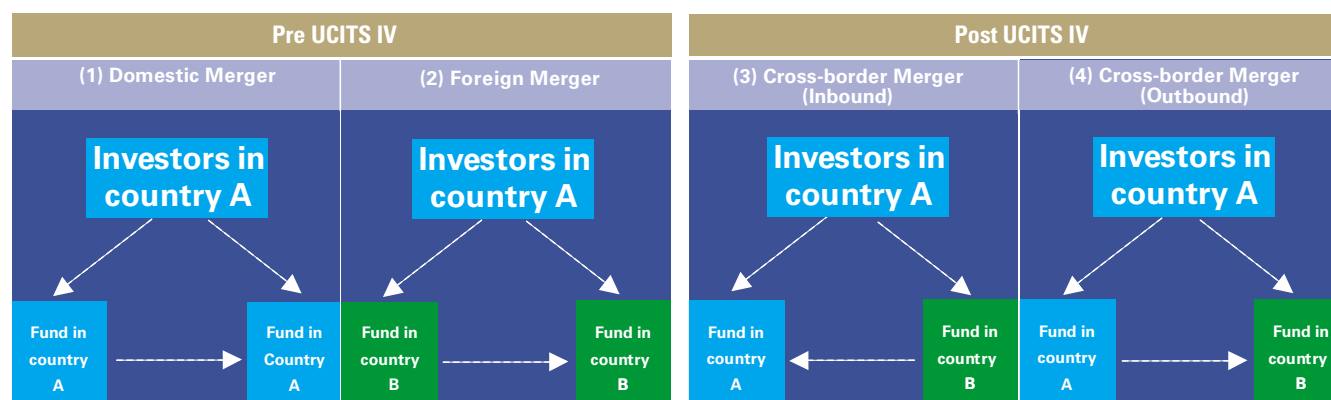 Pre UCITS IV
Post UCITS IV
(1) Domestic Merger
(2) Foreign Merger
(3) Cross-border Merger
(Inbound)
(4) Cross-border Merger
(Outbound)
Investors in
country A
Investors in
country A
Investors in
country A
Investors in
country A
Fund in
country
A
Fund in
Country
A
Fund in
country
B
Fund in
country
B
Fund in
country
A
Fund in
country
B
Fund in
country
A
Fund in
country
B